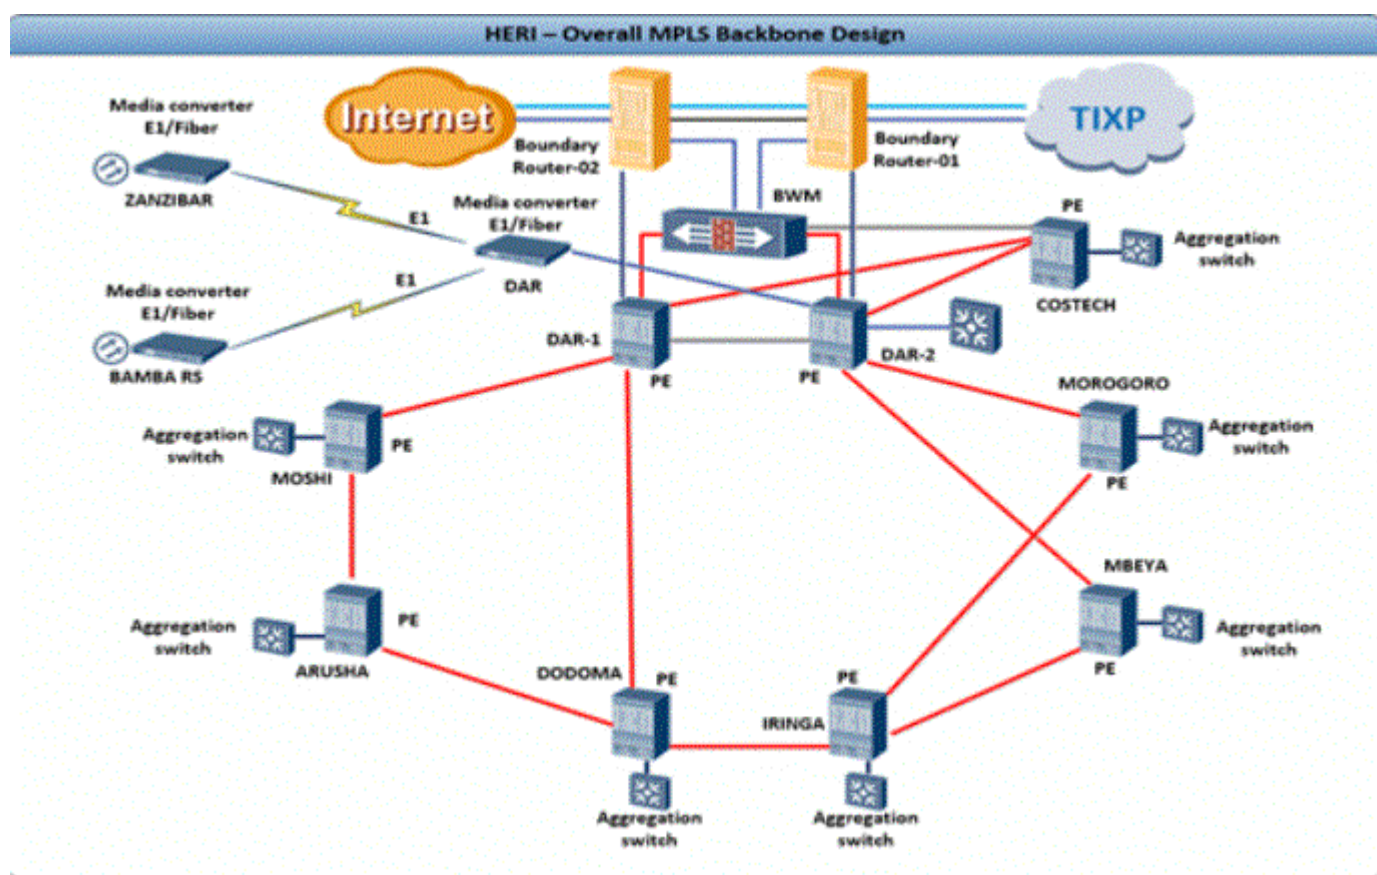 HERI – Overall MPLS Backbone Design
Media converter
E1/Fiber
ZANZIBAR
Internet
Boundary
Router-02
Boundary
Router-01
TIXP
E1
Media converter
E1/Fiber
DAR
BWM
PE
Aggregation
switch
COSTECH
Media converter
E1/Fiber
BAMBA RS
E1
DAR-1
PE
DAR-2
PE
MOROGORO
Aggregation
switch
PE
Aggregation
switch
MOSHI
PE
MBEYA
Aggregation
switch
PE
Aggregation
switch
ARUSHA
PE
DODOMA
PE
Aggregation
switch
PE
IRINGA
Aggregation
switch